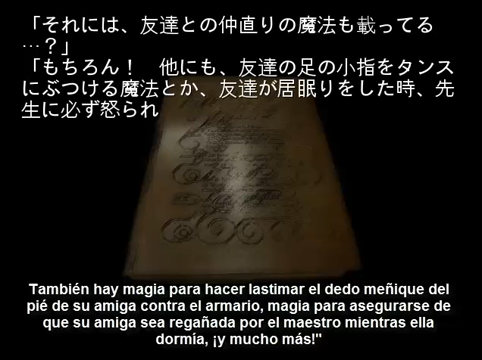 「それには、友達との仲直りの魔法も載ってる
…？」
「もちろん！　他にも、友達の足の小指をタンス
にぶつける魔法とか、友達が居眠りをした時、先
生に必ず怒られ
También hay magia para hacer lastimar el dedo meñique del
pié de su amiga contra el armario, magia para asegurarse de
que su amiga sea regañada por el maestro mientras ella
dormía, ¡y mucho más!"